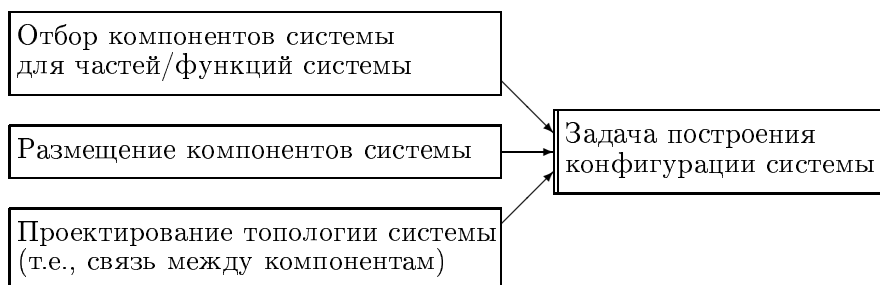 Отбор компонентов системы
для частей/функций системы
Размещение компонентов системы
Задача построения
конфигурации системы
Проектирование топологии системы
(т.е., связь между компонентам)